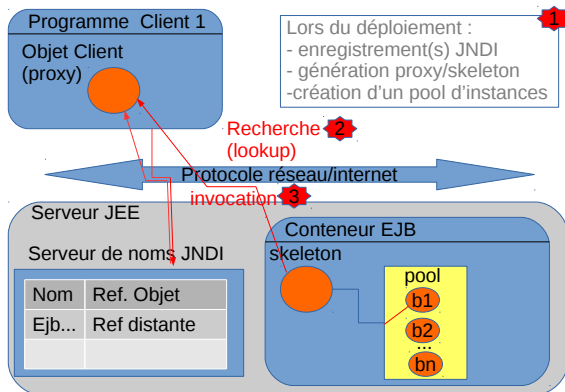 Programme  Client 1
Objet Client
(proxy)
1
Lors du déploiement :
- enregistrement(s) JNDI
- génération proxy/skeleton
-création d'un pool d'instances
Recherche 2
(lookup)
Protocole réseau/internet
invocation 3
Serveur JEE
Serveur de noms JNDI
Nom Ref. Objet
Ejb... Ref distante
Conteneur EJB
skeleton
pool
b1
b2
...
bn